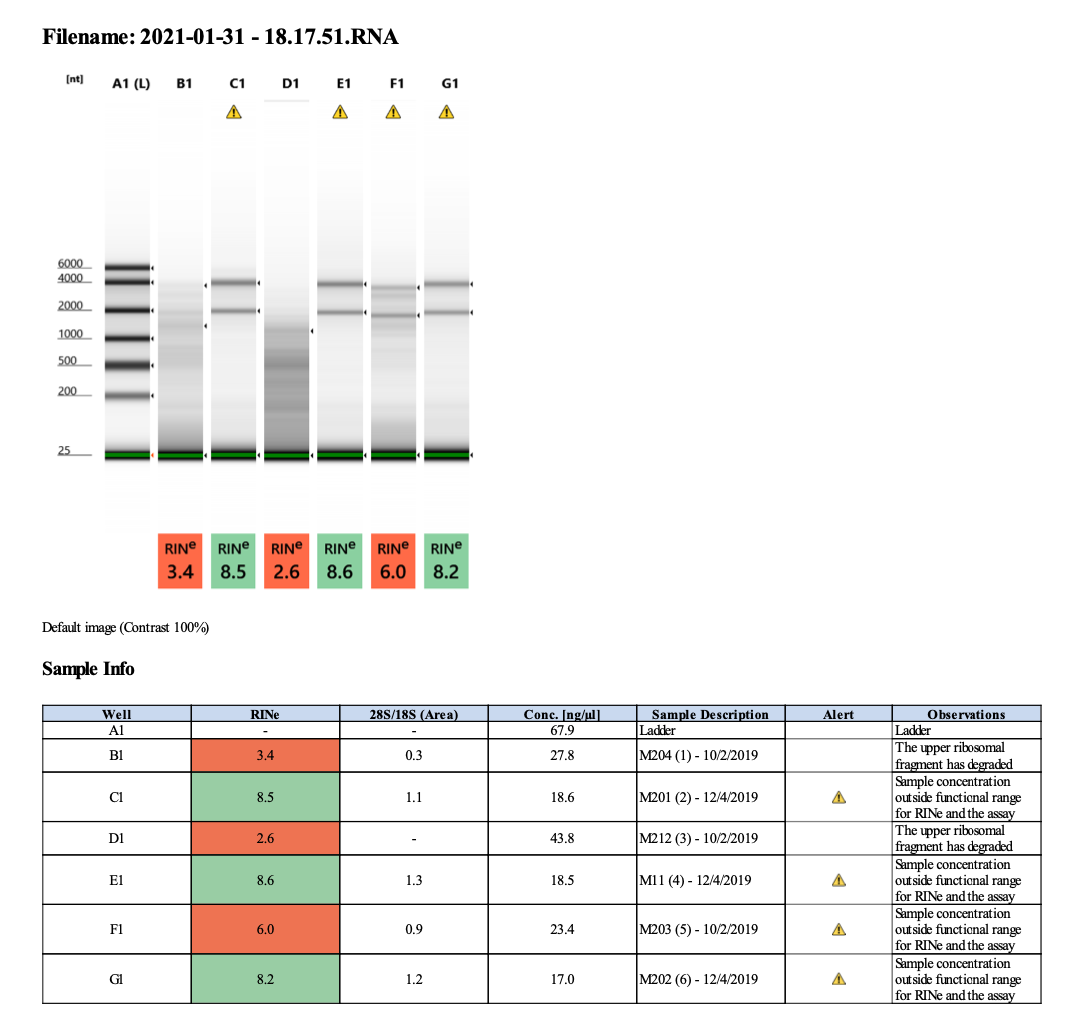 Filename: 2021-01-31 - 18.17.51.RNA
[nt] A1 (L) B1 C1 D1 E1 F1 G1
6000
4000
2000
1000
500
200
25
RINe RINe RINe RINe RINe RINe
3.4 8.5 2.6 8.6 6.0 8.2
Default image (Contrast 100%)
Sample Info
Well RINe 28S/18S (Area) Conc. [ng/µl] Sample Description Alert Observations
A1 - - 67.9 Ladder Ladder
B1 3.4 0.3 27.8 M204 (1) - 10/2/2019 The upper ribosomal
fragment has degraded
C1 8.5 1.1 18.6 M201 (2) - 12/4/2019 Sample concentration
outside functional range
for RINe and the assay
D1 2.6 - 43.8 M212 (3) - 10/2/2019 The upper ribosomal
fragment has degraded
E1 8.6 1.3 18.5 M11 (4) - 12/4/2019 Sample concentration
outside functional range
for RINe and the assay
F1 6.0 0.9 23.4 M203 (5) - 10/2/2019 Sample concentration
outside functional range
for RINe and the assay
G1 8.2 1.2 17.0 M202 (6) - 12/4/2019 Sample concentration
outside functional range
for RINe and the assay